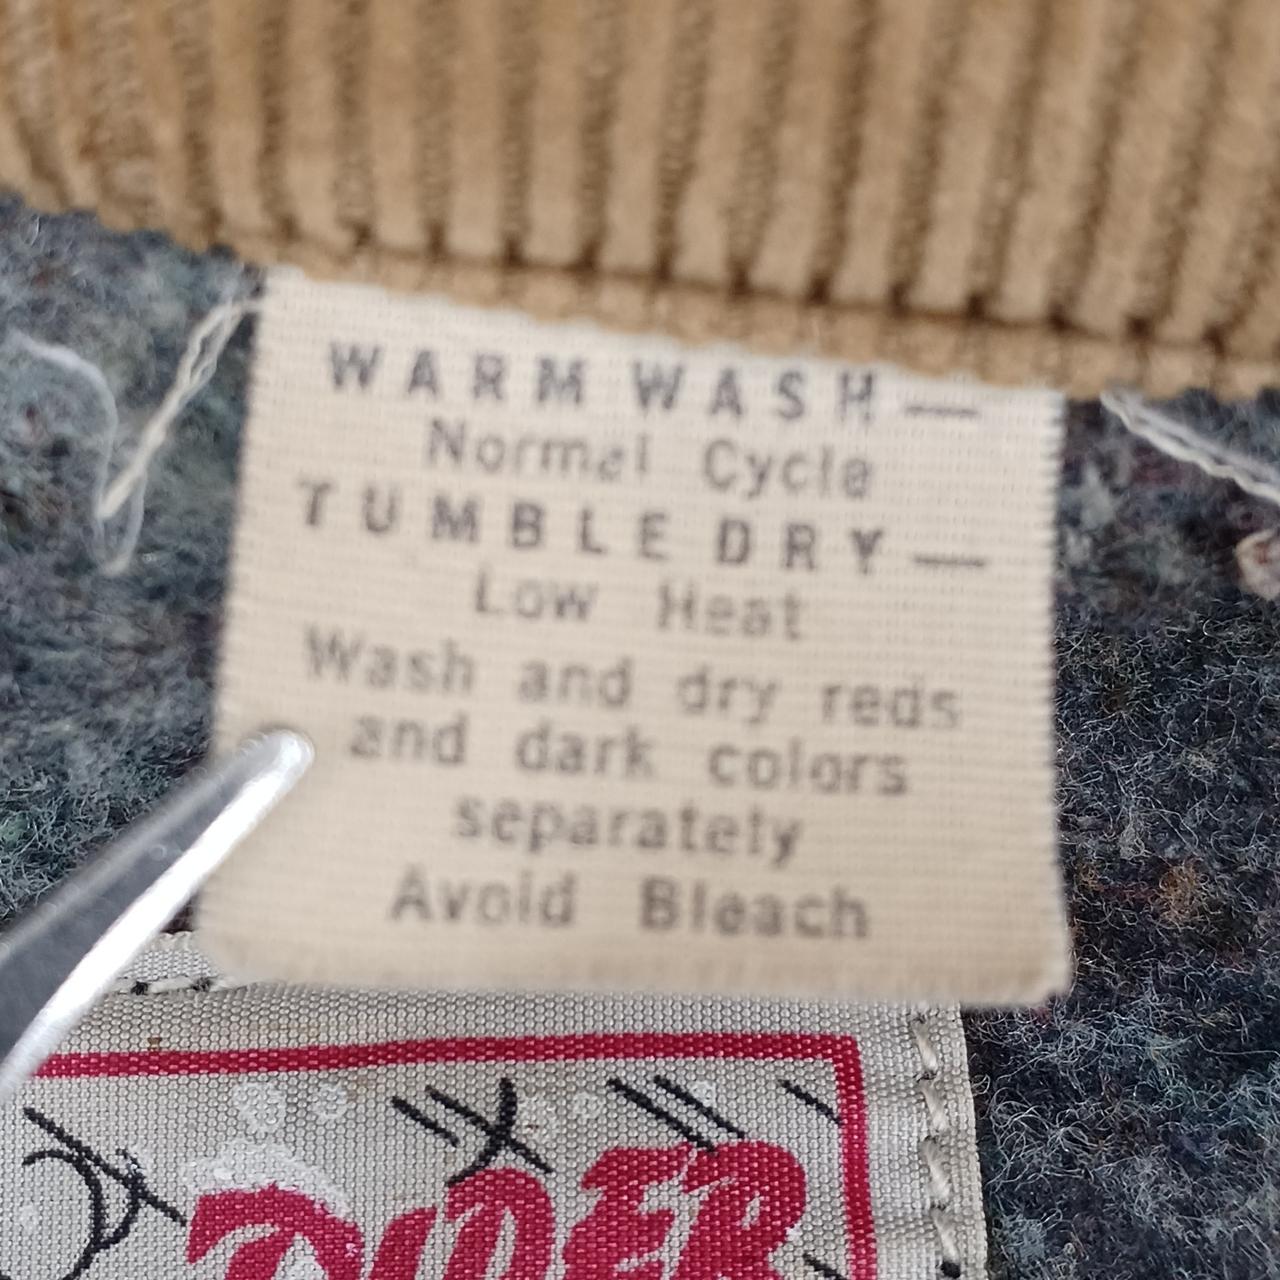 WARM WASH—
Normal Cycle
TUMBLE DRY—
Low Heat
Wash and dry reds
and dark colors
separately
Avoid Bleach